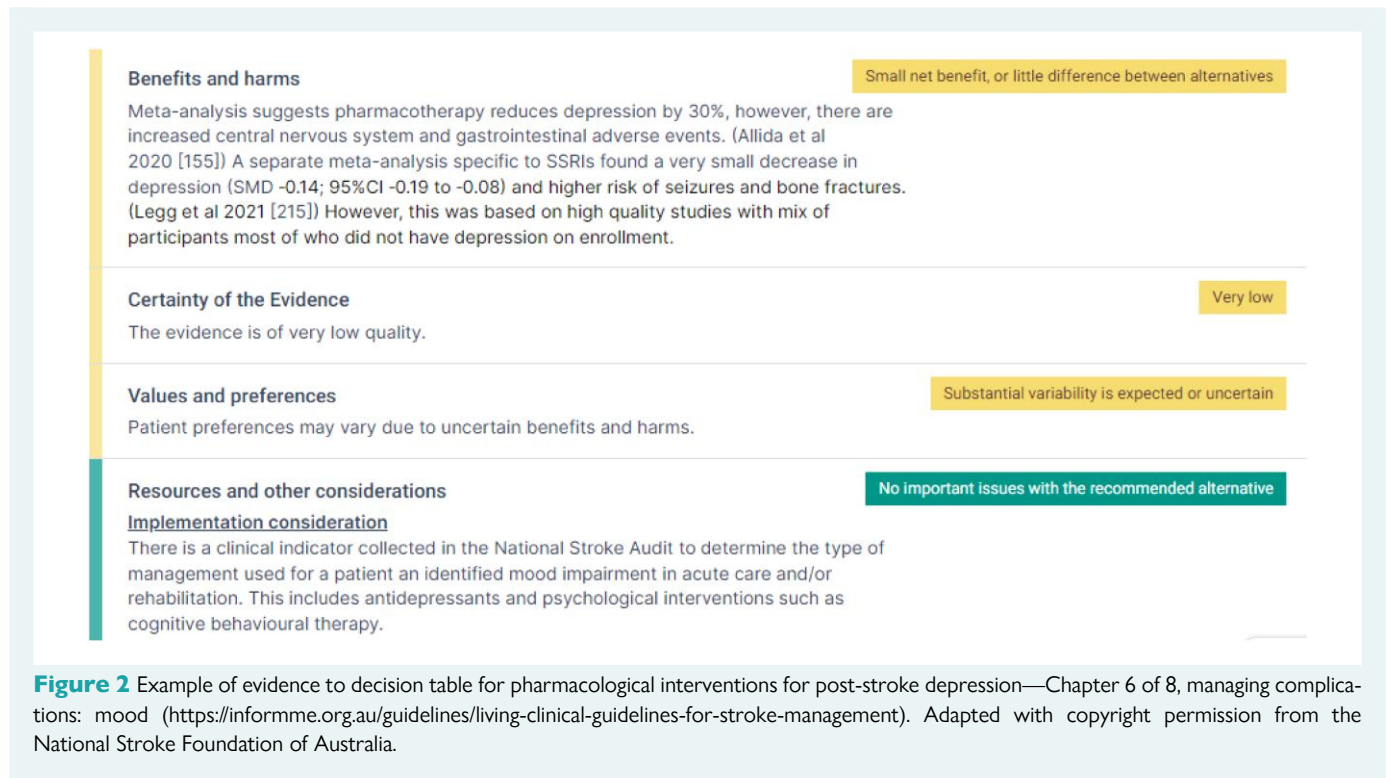 Benefits and harms
Small net benefit, or little difference between alternatives
Meta-analysis suggests pharmacotherapy reduces depression by 30%, however, there are
increased central nervous system and gastrointestinal adverse events. (Allida et al
2020 [155]) A separate meta-analysis specific to SSRIs found a very small decrease in
depression (SMD -0.14; 95%CI -0.19 to -0.08) and higher risk of seizures and bone fractures.
(Legg et al 2021 [215]) However, this was based on high quality studies with mix of
participants most of who did not have depression on enrollment.
Certainty of the Evidence
Very low
The evidence is of very low quality.
Values and preferences
Substantial variability is expected or uncertain
Patient preferences may vary due to uncertain benefits and harms.
Resources and other considerations
No important issues with the recommended alternative
Implementation consideration
There is a clinical indicator collected in the National Stroke Audit to determine the type of
management used for a patient an identified mood impairment in acute care and/or
rehabilitation. This includes antidepressants and psychological interventions such as
cognitive behavioural therapy.
Figure 2 Example of evidence to decision table for pharmacological interventions for post-stroke depression—Chapter 6 of 8, managing complica-
tions: mood (https://informme.org.au/guidelines/living-clinical-guidelines-for-stroke-management). Adapted with copyright permission from the
National Stroke Foundation of Australia.